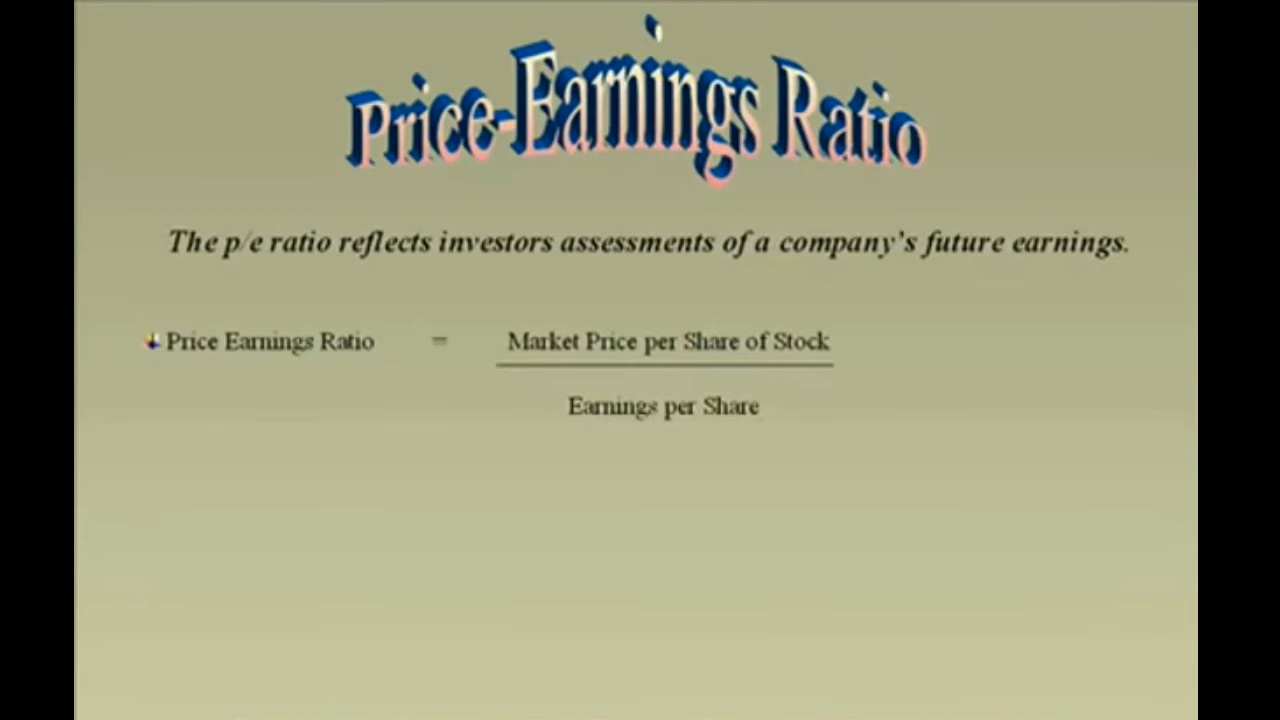 Price-Earnings Ratio
The p/e ratio reflects investors assessments of a company's future earnings.
Price Earnings Ratio = Market Price per Share of Stock
Earnings per Share